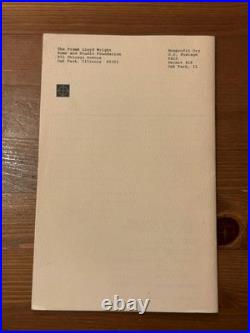 The Frank Lloyd Wright
Home and Studio Foundation
951 Chicago Avenue
Oak Park, Illinois 60302
Nonprofit Org
U.S. Postage
PAID
Permit
Oak Park, IL